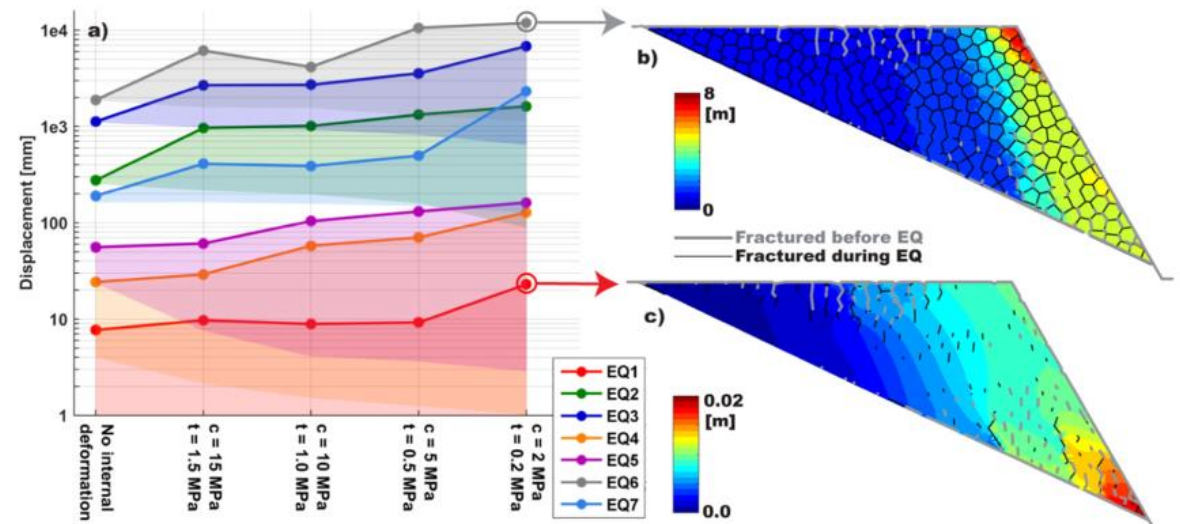 a)
Displacement [mm]
1e4
1e3
100
10
1
No internal
deformation
c = 15 MPa
t = 1.5 MPa
c = 10 MPa
t = 1.0 MPa
c = 5 MPa
t = 0.5 MPa
c = 2 MPa
t = 0.2 MPa
EQ1
EQ2
EQ3
EQ4
EQ5
EQ6
EQ7
b)
8
[m]
0
Fractured before EQ
Fractured during EQ
c)
0.02
[m]
0.0